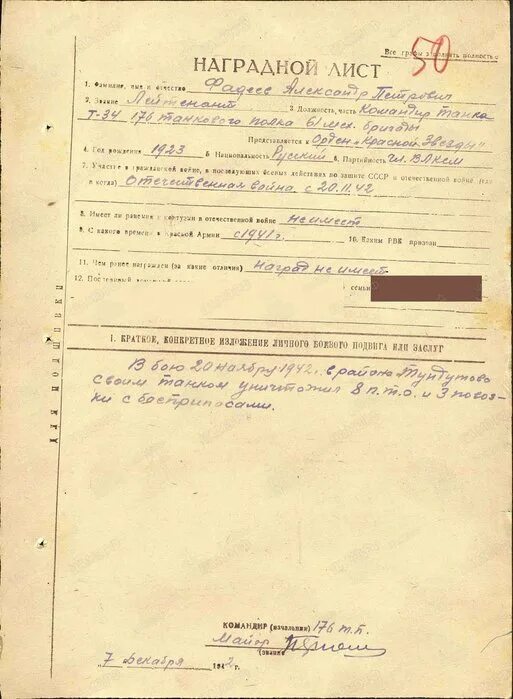 Все графы заполнять полностью
50
НАГРАДНОЙ ЛИСТ
1. Фамилия, имя и отчество Фадеев Александр Петрович
2. Звание Лейтенант 3. Должность, часть Командир танка
Т-34 176 танкового полка 61 мех. бригады
Представляется к Орден „Красной Звезды"
4. Год рождения 1923 5. Национальность Русский 6. Партийность Чл. ВЛКСМ
7. Участие в гражданской войне, в последующих боевых действиях по защите СССР и отечественной войне (где
и когда) Отечественная война с 20.11.42
8. Имеет ли ранения и контузии в отечественной войне не имеет
9. С какого времени в Красной Армии с 1941 г. 10. Каким РВК призван
11. Чем ранее награжден (за какие отличия) Наград не имеет
12. Постоянный семьи
1. КРАТКОЕ, КОНКРЕТНОЕ ИЗЛОЖЕНИЕ ЛИЧНОГО БОЕВОГО ПОДВИГА ИЛИ ЗАСЛУГ
В бою 20 ноября 1942 г. в районе Тундутово
своим танком уничтожил 8 п.т.о. и 3 повоз-
ки с боеприпасами.
КОМАНДИР (начальник) 176 т.п.
Майор
(звание)
7 декабря 1942 г.